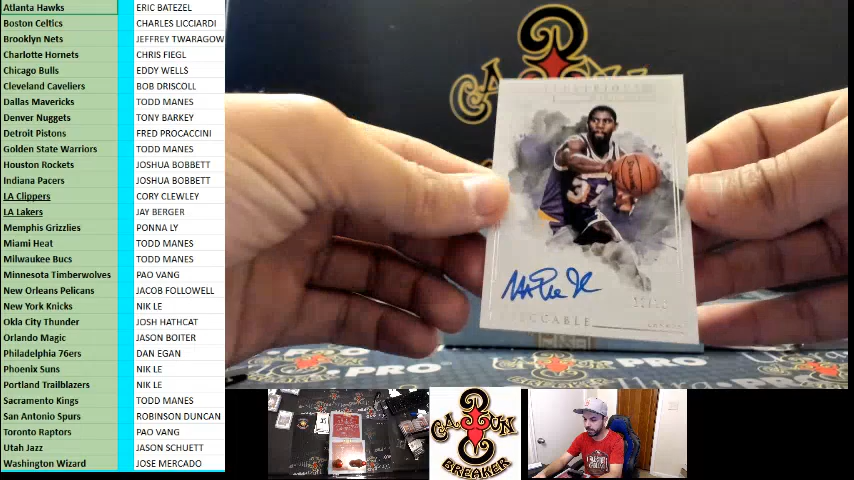 Atlanta Hawks ERIC BATEZEL
Boston Celtics CHARLES LICCIARDI
Brooklyn Nets JEFFREY TWARAGOW
Charlotte Hornets CHRIS FIEGL
Chicago Bulls EDDY WELLS
Cleveland Caveliers BOB DRISCOLL
Dallas Mavericks TODD MANES
Denver Nuggets TONY BARKEY
Detroit Pistons FRED PROCACCINI
Golden State Warriors TODD MANES
Houston Rockets JOSHUA BOBBETT
Indiana Pacers JOSHUA BOBBETT
LA Clippers CORY CLEWLEY
LA Lakers JAY BERGER
Memphis Grizzlies PONNA LY
Miami Heat TODD MANES
Milwaukee Bucs TODD MANES
Minnesota Timberwolves PAO VANG
New Orleans Pelicans JACOB FOLLOWELL
New York Knicks NIK LE
Okla City Thunder JOSH HATHCAT
Orlando Magic JASON BOITER
Philadelphia 76ers DAN EGAN
Phoenix Suns NIK LE
Portland Trailblazers NIK LE
Sacramento Kings TODD MANES
San Antonio Spurs ROBINSON DUNCAN
Toronto Raptors PAO VANG
Utah Jazz JASON SCHUETT
Washington Wizard JOSE MERCADO
32
PRO
PRO
CAJUN
BREAKER